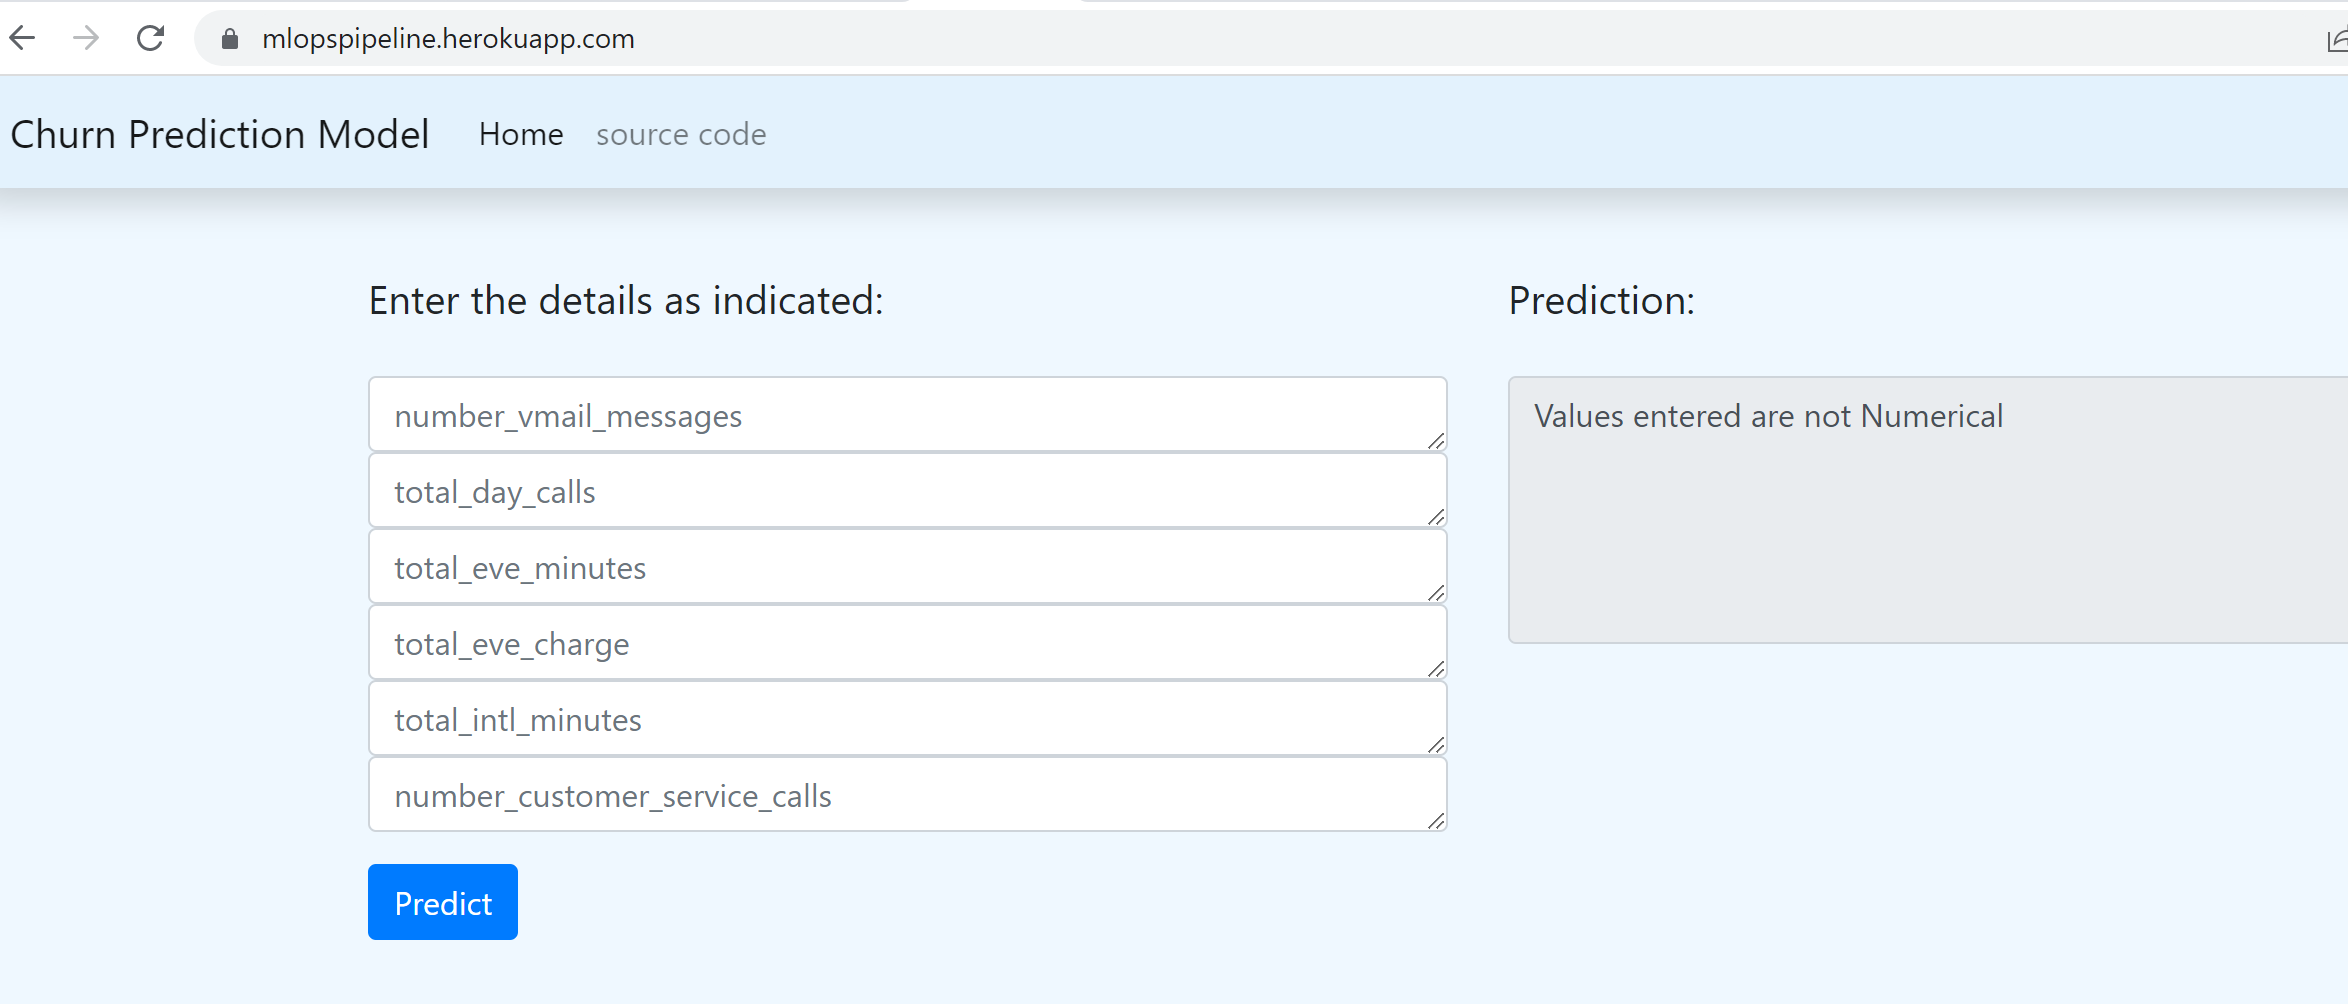 mlopspipeline.herokuapp.com
Churn Prediction Model Home source code
Enter the details as indicated:
number_vmail_messages
total_day_calls
total_eve_minutes
total_eve_charge
total_intl_minutes
number_customer_service_calls
Predict
Prediction:
Values entered are not Numerical